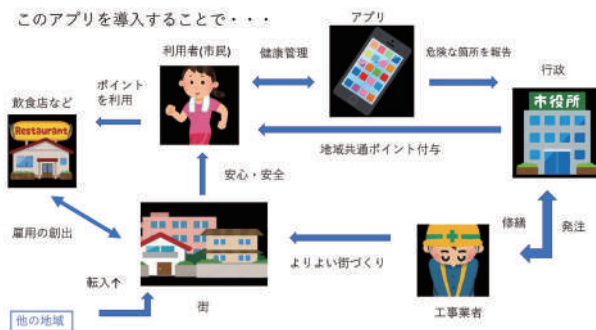 このアプリを導入することで・・・
アプリ
利用者(市民)
健康管理
危険な箇所を報告
行政
飲食店など
ポイント
を利用
Restaurant
市役所
地域共通ポイント付与
安心・安全
雇用の創出
修繕
発注
よりよい街づくり
転入↑
街
工事業者
他の地域